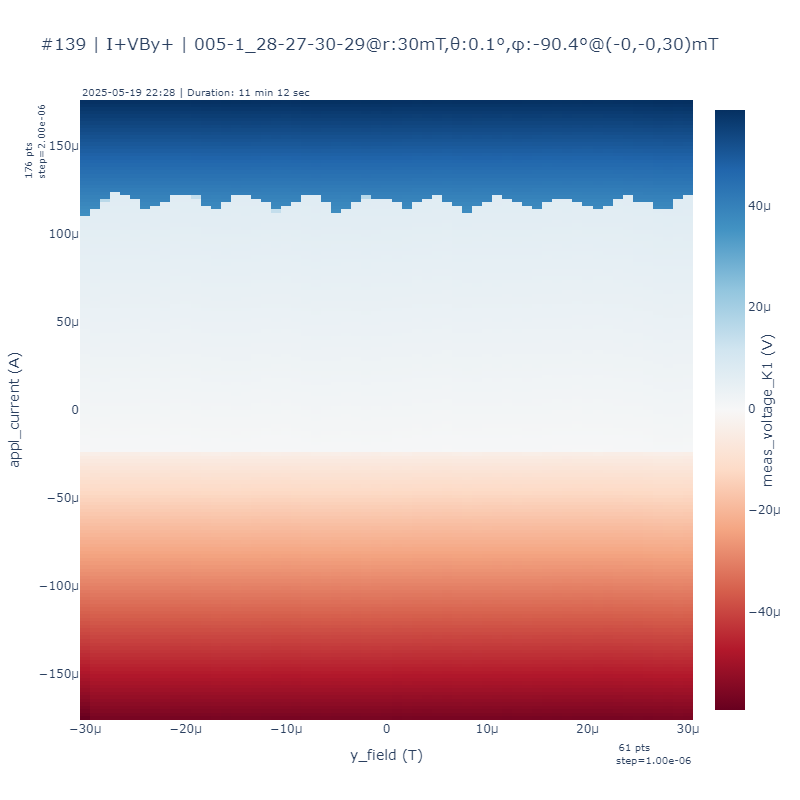 #139 | I+VBy+ | 005-1_28-27-30-29@r:30mT,θ:0.1°,φ:-90.4°@(-0,-0,30)mT
2025-05-19 22:28 | Duration: 11 min 12 sec
176 pts
step=2.00e-06
150μ
100μ
50μ
0
−50μ
−100μ
−150μ
appl_current (A)
−30μ
−20μ
−10μ
0
10μ
20μ
30μ
y_field (T)
61 pts
step=1.00e-06
40μ
20μ
0
−20μ
−40μ
meas_voltage_K1 (V)